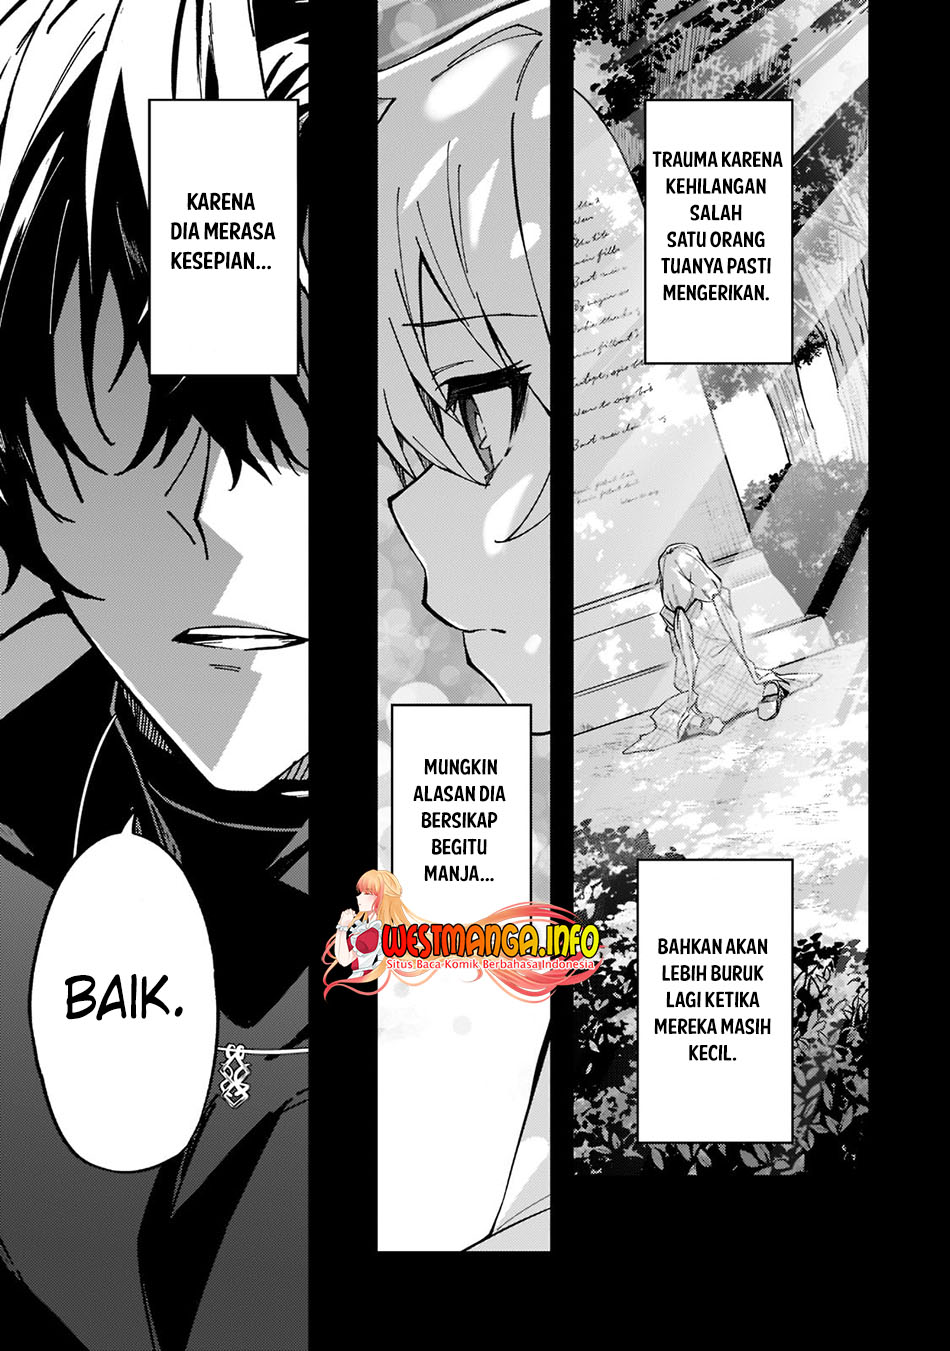 TRAUMA KARENA
KEHILANGAN
SALAH
SATU ORANG
TUANYA PASTI
MENGERIKAN.
BAHKAN AKAN
LEBIH BURUK
LAGI KETIKA
MEREKA MASIH
KECIL.
MUNGKIN
ALASAN DIA
BERSIKAP
BEGITU
MANJA...
WESTMANGA.INFO
Situs Baca Komik Berbahasa Indonesia
KARENA
DIA MERASA
KESEPIAN...
BAIK.